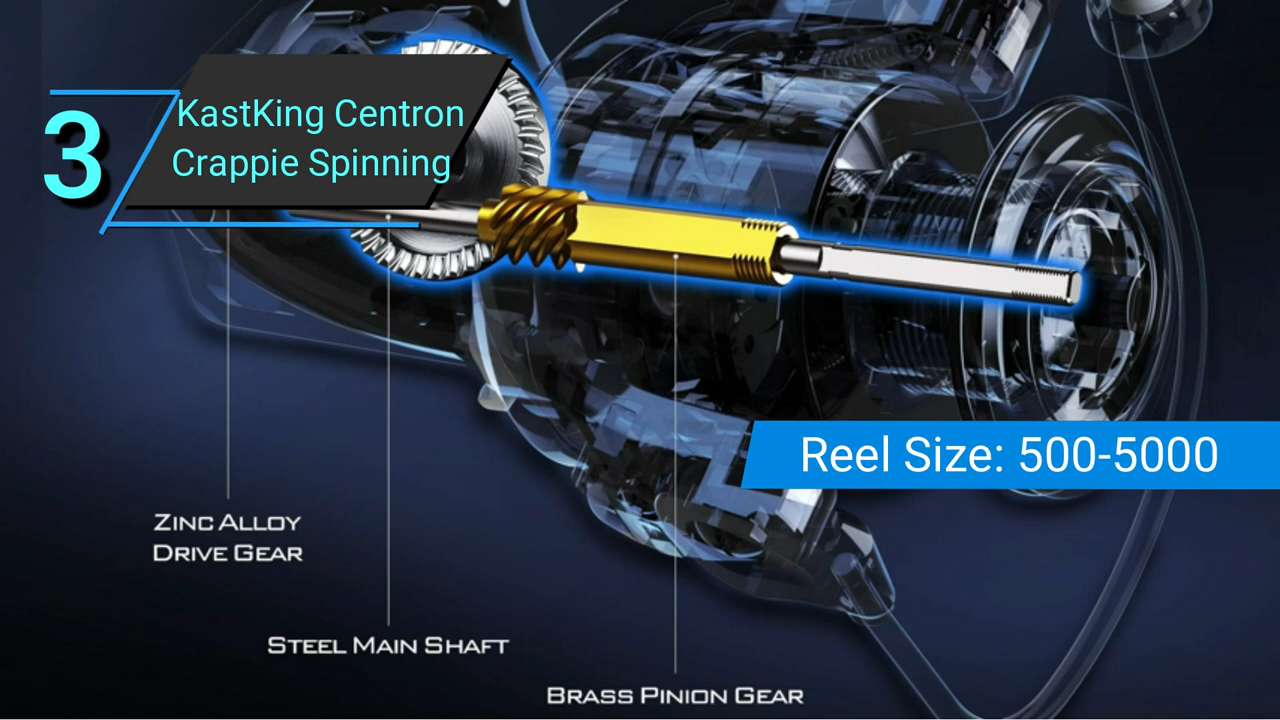 3
KastKing Centron
Crappie Spinning
Reel Size: 500-5000
ZINC ALLOY
DRIVE GEAR
STEEL MAIN SHAFT
BRASS PINION GEAR